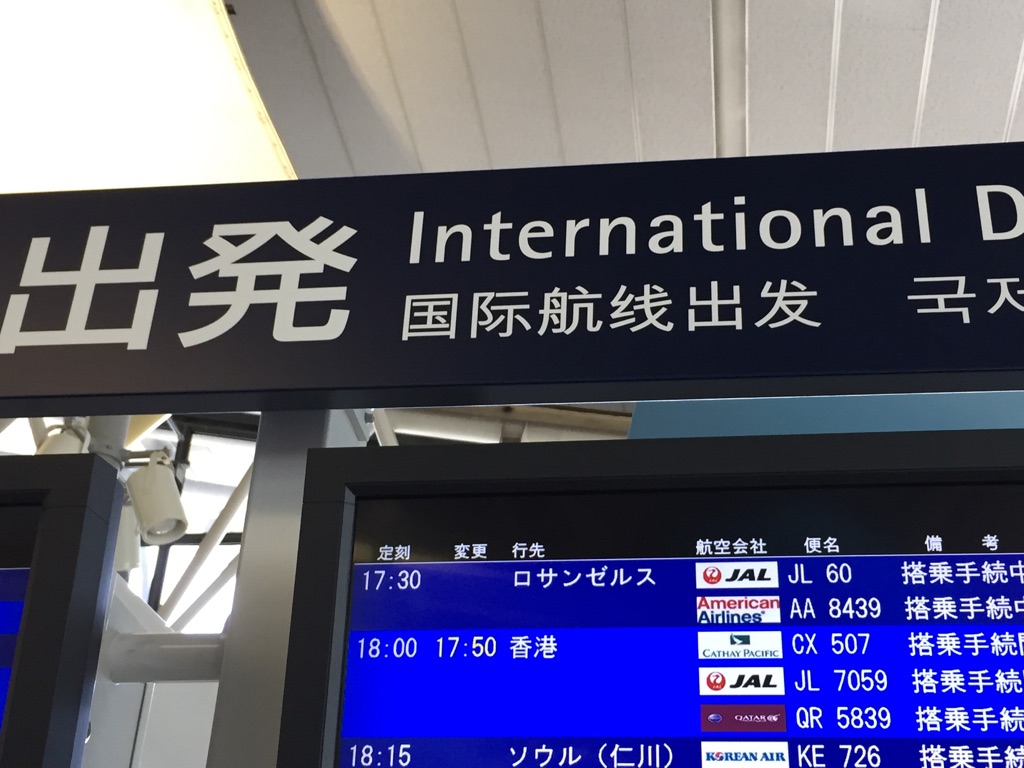 出発 International D
国际航线出发 국제
定刻 変更 行先 航空会社 便名 備 考
17:30 ロサンゼルス JAL JL 60 搭乗手続中
American Airlines AA 8439 搭乗手続中
18:00 17:50 香港 CATHAY PACIFIC CX 507 搭乗手続
JAL JL 7059 搭乗手続
QATAR QR 5839 搭乗手続
18:15 ソウル（仁川） KOREAN AIR KE 726 搭乗手続